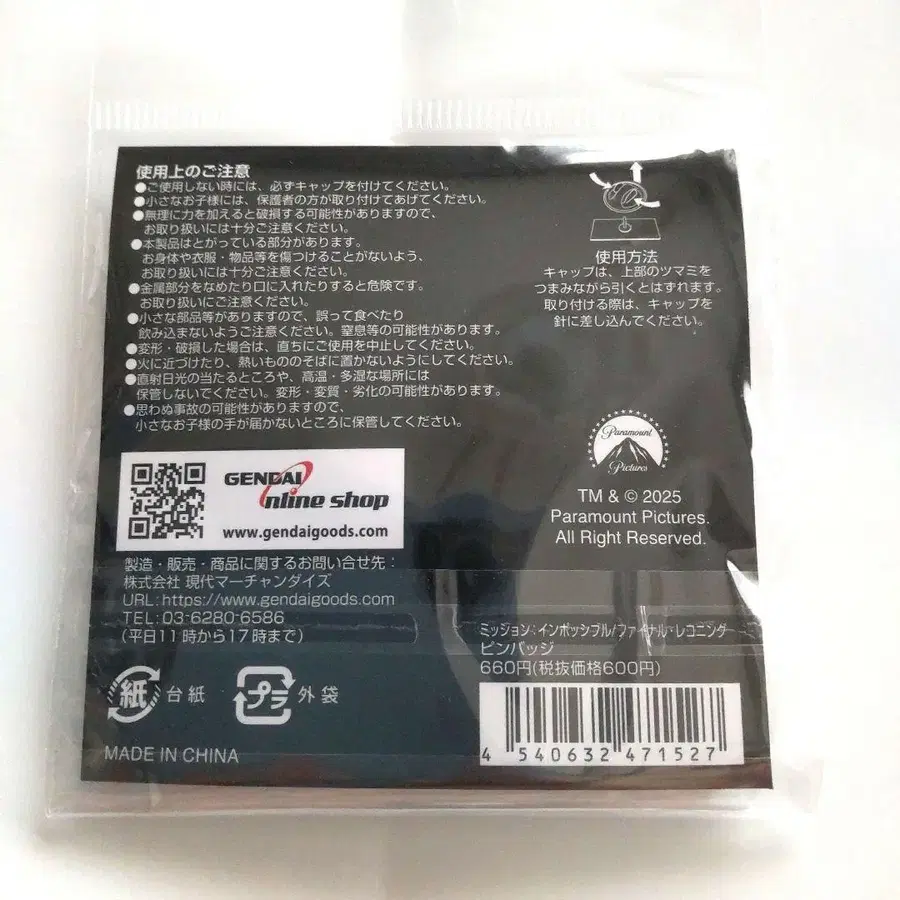 使用上のご注意
●ご使用しない時には、必ずキャップを付けてください。
●小さなお子様には、保護者の方が取り付けてあげてください。
●無理に力を加えると破損する可能性がありますので、
お取り扱いには十分ご注意ください。
●本製品はとがっている部分があります。
お身体や衣服・物品等を傷つけることがないよう、
お取り扱いには十分ご注意ください。
●金属部分をなめたり口に入れたりすると危険です。
お取り扱いにご注意ください。
●小さな部品等がありますので、誤って食べたり
飲み込まないようご注意ください。窒息等の可能性があります。
●変形・破損した場合は、直ちにご使用を中止してください。
●火に近づけたり、熱いもののそばに置かないようにしてください。
●直射日光の当たるところや、高温・多湿な場所には
保管しないでください。変形・変質・劣化の可能性があります。
●思わぬ事故の可能性がありますので、
小さなお子様の手が届かないところに保管してください。
使用方法
キャップは、上部のツマミを
つまみながら引くとはずれます。
取り付ける際は、キャップを
針に差し込んでください。
Paramount
Pictures
TM & © 2025
Paramount Pictures.
All Right Reserved.
GENDAI
Online shop
www.gendaigoods.com
製造・販売・商品に関するお問い合せ先：
株式会社 現代マーチャンダイズ
URL：https://www.gendaigoods.com
TEL：03-6280-6586
(平日11時から17時まで)
紙 台紙
プラ 外袋
MADE IN CHINA
ミッション:インポッシブル/ファイナル・レコニング
ピンバッジ
660円(税抜価格600円)
4 540632 471527